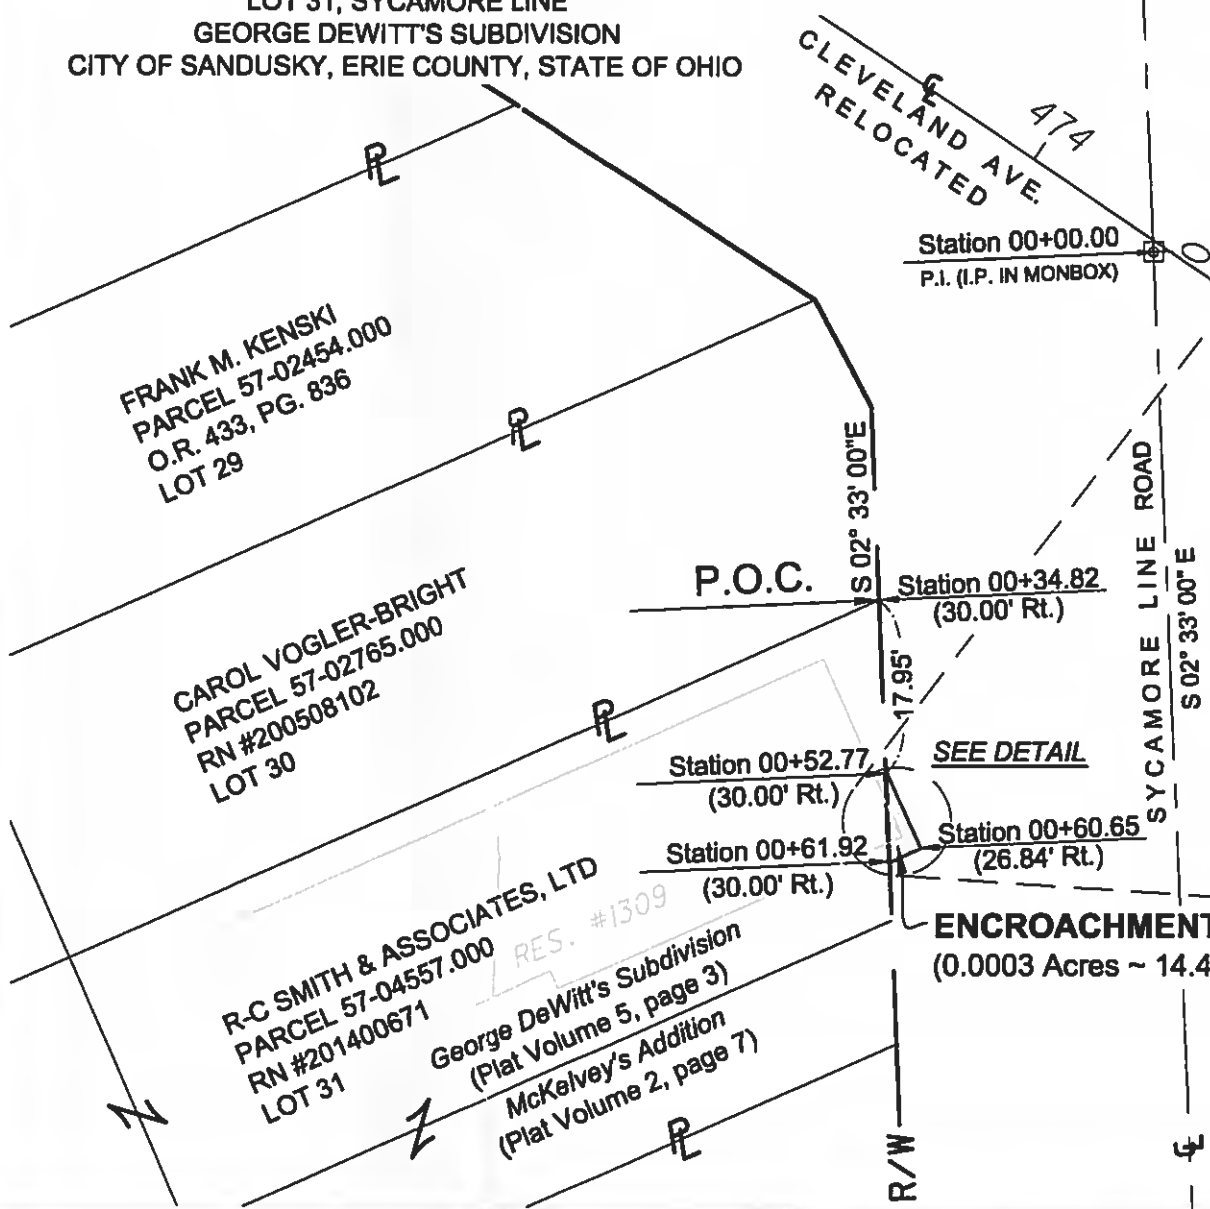 LOT 31, SYCAMORE LINE
GEORGE DEWITT'S SUBDIVISION
CITY OF SANDUSKY, ERIE COUNTY, STATE OF OHIO
CLEVELAND AVE.
RELOCATED
℄
474
Station 00+00.00
P.I. (I.P. IN MONBOX)
0
PL
FRANK M. KENSKI
PARCEL 57-02454.000
O.R. 433, PG. 836
LOT 29
PL
S 02° 33' 00"E
P.O.C.
Station 00+34.82
(30.00' Rt.)
SYCAMORE LINE ROAD
S 02° 33' 00" E
CAROL VOGLER-BRIGHT
PARCEL 57-02765.000
RN #200508102
LOT 30
PL
17.95'
SEE DETAIL
Station 00+52.77
(30.00' Rt.)
Station 00+61.92
(30.00' Rt.)
Station 00+60.65
(26.84' Rt.)
ENCROACHMENT
(0.0003 Acres ~ 14.4
R-C SMITH & ASSOCIATES, LTD
PARCEL 57-04557.000
RN #201400671
LOT 31
RES. #1309
George DeWitt's Subdivision
(Plat Volume 5, page 3)
McKelvey's Addition
(Plat Volume 2, page 7)
PL
R/W
℄